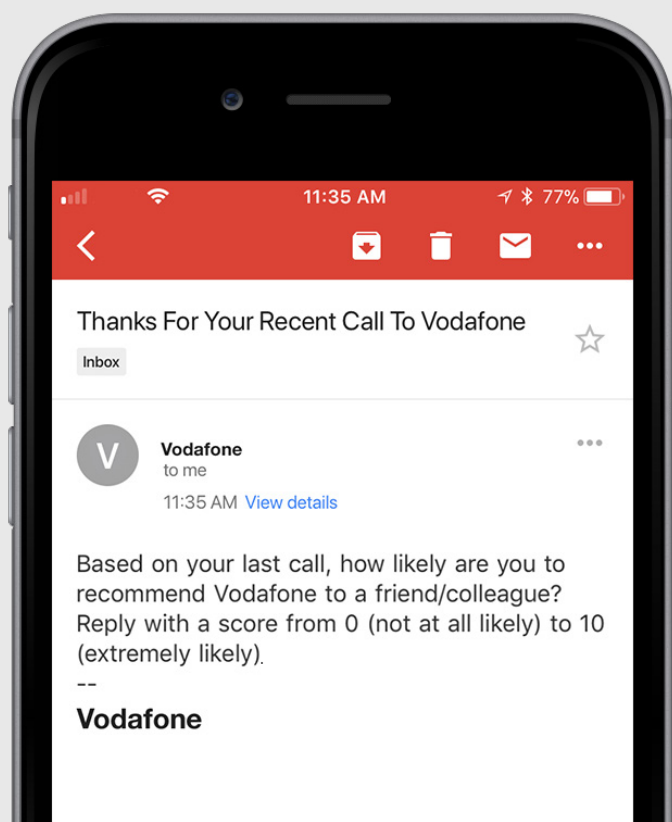 11:35 AM 77%
Thanks For Your Recent Call To Vodafone
Inbox
V
Vodafone
to me
11:35 AM View details
Based on your last call, how likely are you to
recommend Vodafone to a friend/colleague?
Reply with a score from 0 (not at all likely) to 10
(extremely likely).
--
Vodafone